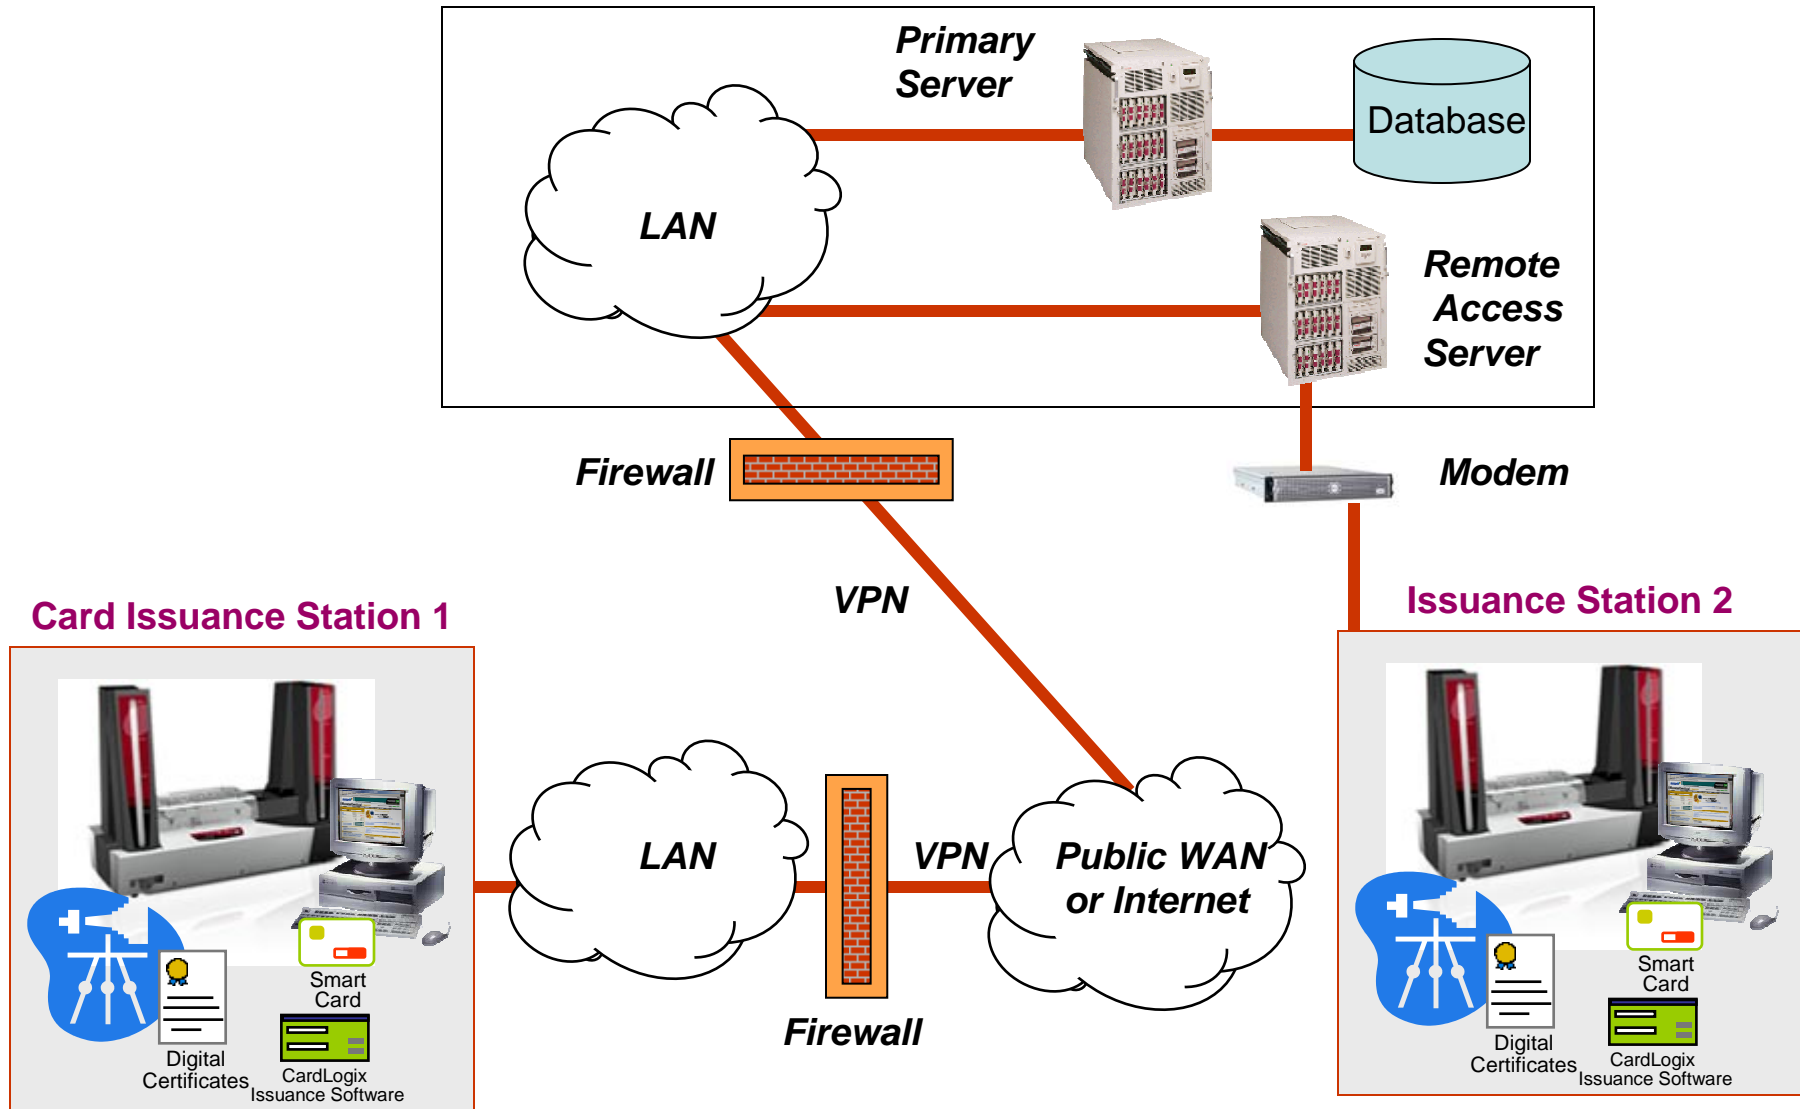 Primary
Server
Database
LAN
Remote
Access
Server
Firewall
Modem
VPN
Card Issuance Station 1
Issuance Station 2
LAN
VPN
Public WAN
or Internet
Firewall
Smart
Card
Digital
Certificates
CardLogix
Issuance Software
Smart
Card
Digital
Certificates
CardLogix
Issuance Software